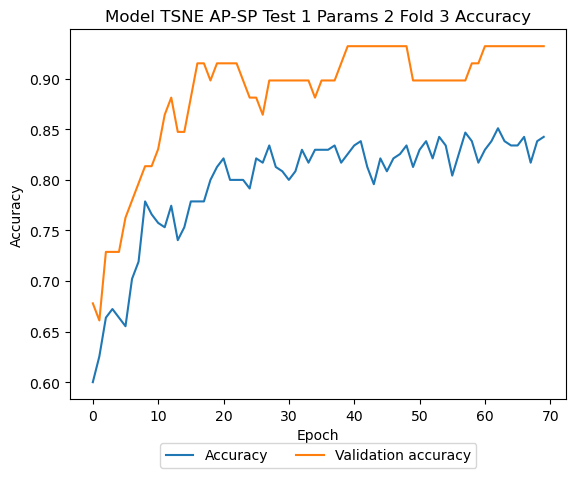 Model TSNE AP-SP Test 1 Params 2 Fold 3 Accuracy
Accuracy
0.90
0.85
0.80
0.75
0.70
0.65
0.60
0 10 20 30 40 50 60 70
Epoch
Accuracy Validation accuracy